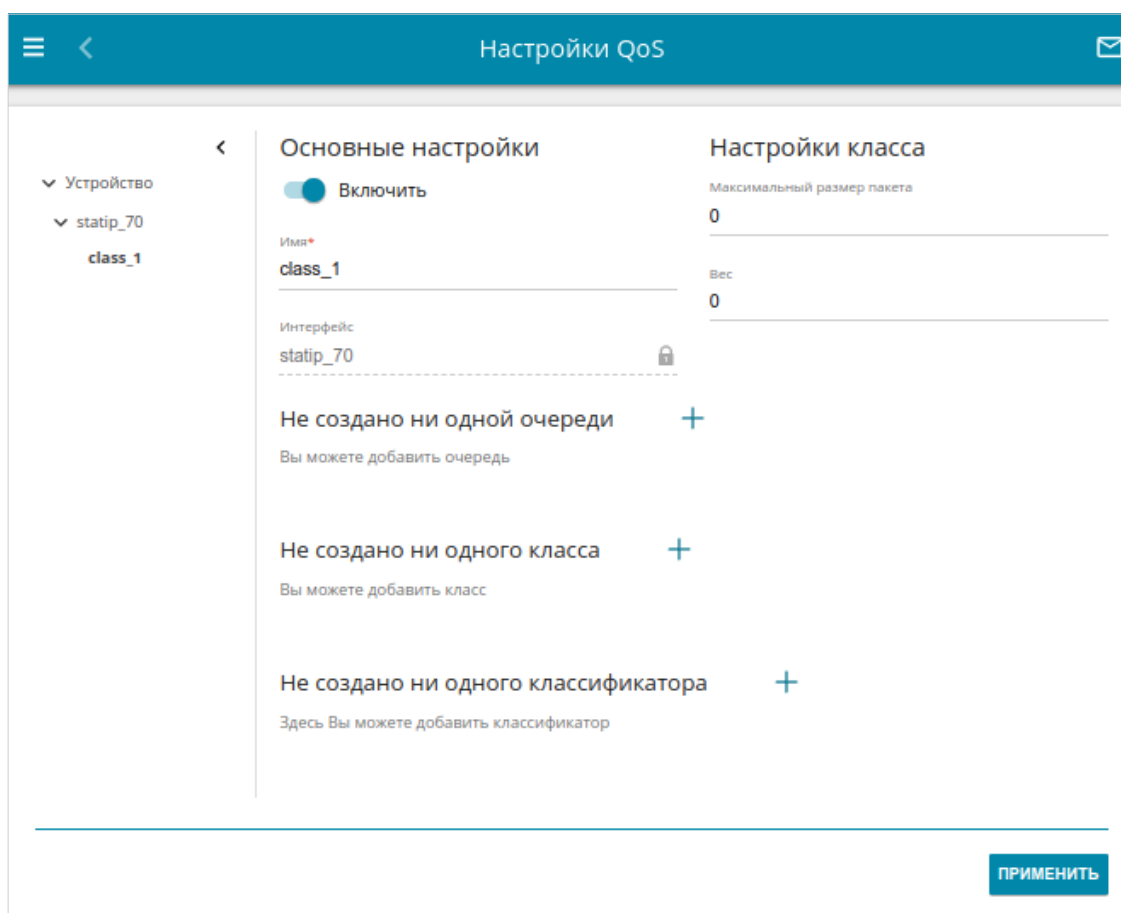 Настройки QoS
Устройство
statip_70
class_1
Основные настройки
Включить
Имя*
class_1
Интерфейс
statip_70
Настройки класса
Максимальный размер пакета
0
Вес
0
Не создано ни одной очереди
Вы можете добавить очередь
Не создано ни одного класса
Вы можете добавить класс
Не создано ни одного классификатора
Здесь Вы можете добавить классификатор
ПРИМЕНИТЬ